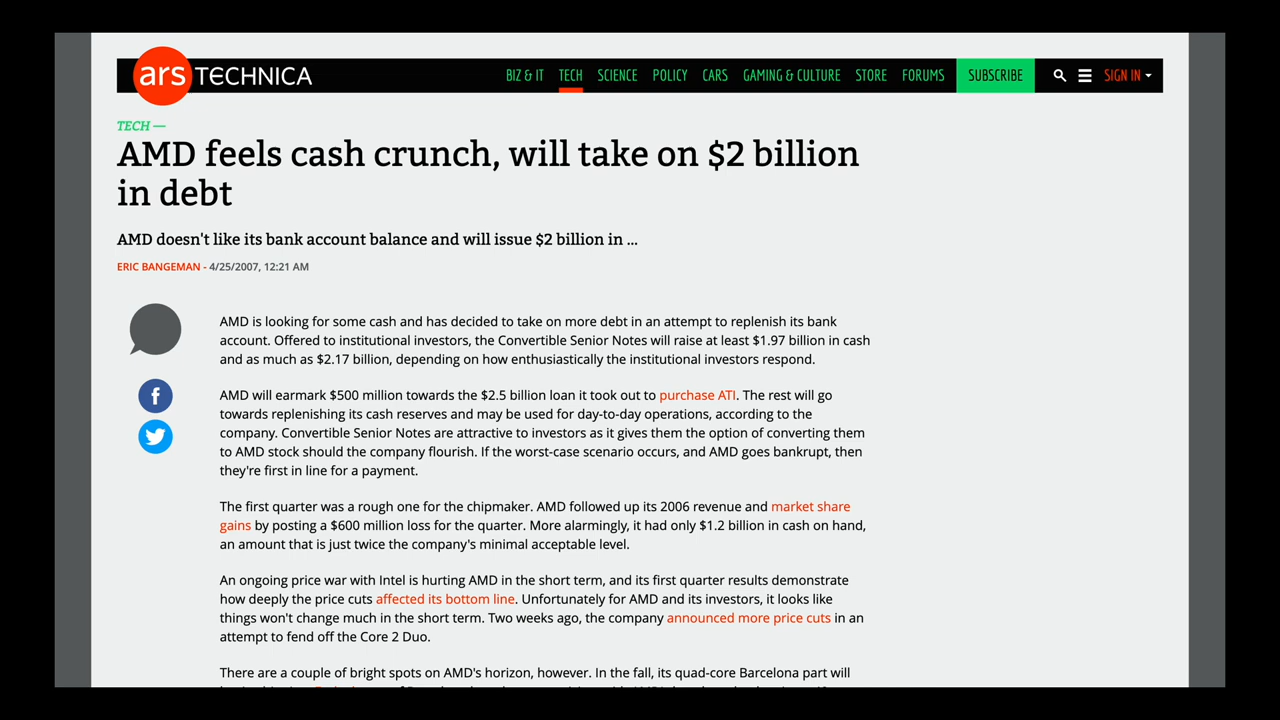 ars TECHNICA
BIZ & IT TECH SCIENCE POLICY CARS GAMING & CULTURE STORE FORUMS SUBSCRIBE SIGN IN
TECH —
AMD feels cash crunch, will take on $2 billion
in debt
AMD doesn't like its bank account balance and will issue $2 billion in …
ERIC BANGEMAN - 4/25/2007, 12:21 AM
AMD is looking for some cash and has decided to take on more debt in an attempt to replenish its bank
account. Offered to institutional investors, the Convertible Senior Notes will raise at least $1.97 billion in cash
and as much as $2.17 billion, depending on how enthusiastically the institutional investors respond.
AMD will earmark $500 million towards the $2.5 billion loan it took out to purchase ATI. The rest will go
towards replenishing its cash reserves and may be used for day-to-day operations, according to the
company. Convertible Senior Notes are attractive to investors as it gives them the option of converting them
to AMD stock should the company flourish. If the worst-case scenario occurs, and AMD goes bankrupt, then
they're first in line for a payment.
The first quarter was a rough one for the chipmaker. AMD followed up its 2006 revenue and market share
gains by posting a $600 million loss for the quarter. More alarmingly, it had only $1.2 billion in cash on hand,
an amount that is just twice the company's minimal acceptable level.
An ongoing price war with Intel is hurting AMD in the short term, and its first quarter results demonstrate
how deeply the price cuts affected its bottom line. Unfortunately for AMD and its investors, it looks like
things won't change much in the short term. Two weeks ago, the company announced more price cuts in an
attempt to fend off the Core 2 Duo.
There are a couple of bright spots on AMD's horizon, however. In the fall, its quad-core Barcelona part will